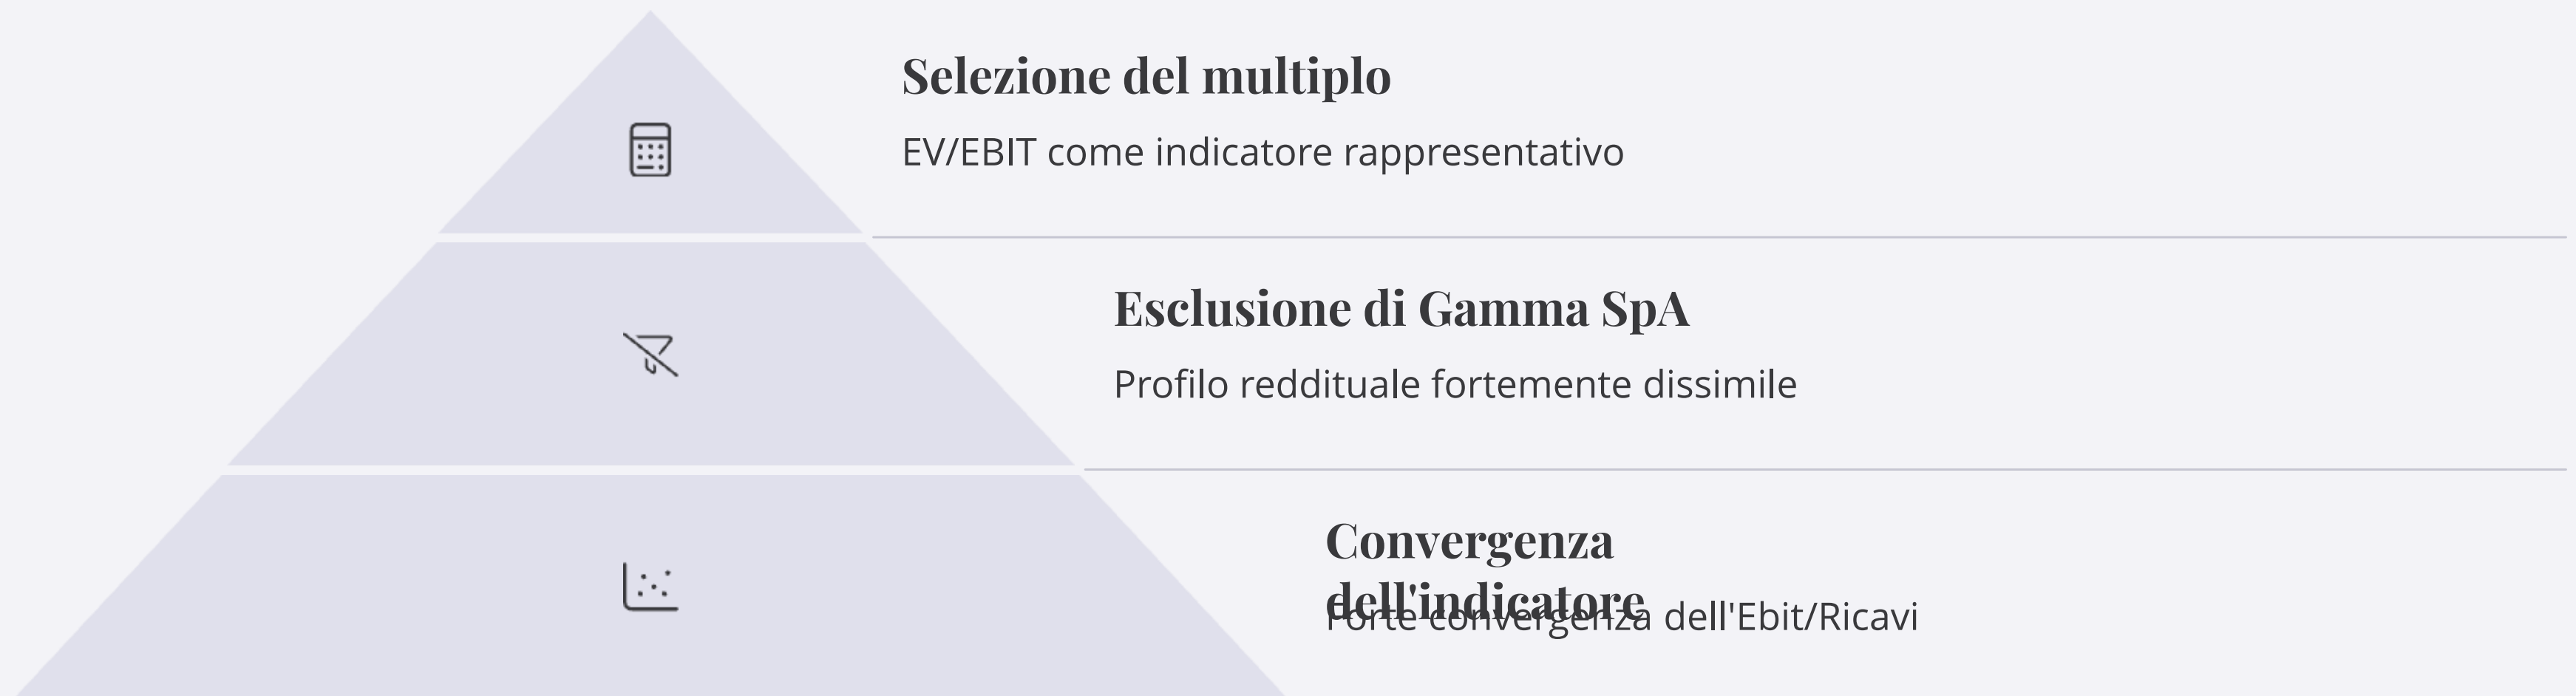 Selezione del multiplo
EV/EBIT come indicatore rappresentativo
Esclusione di Gamma SpA
Profilo reddituale fortemente dissimile
Convergenza
dell'indicatore
Forte convergenza dell'Ebit/Ricavi